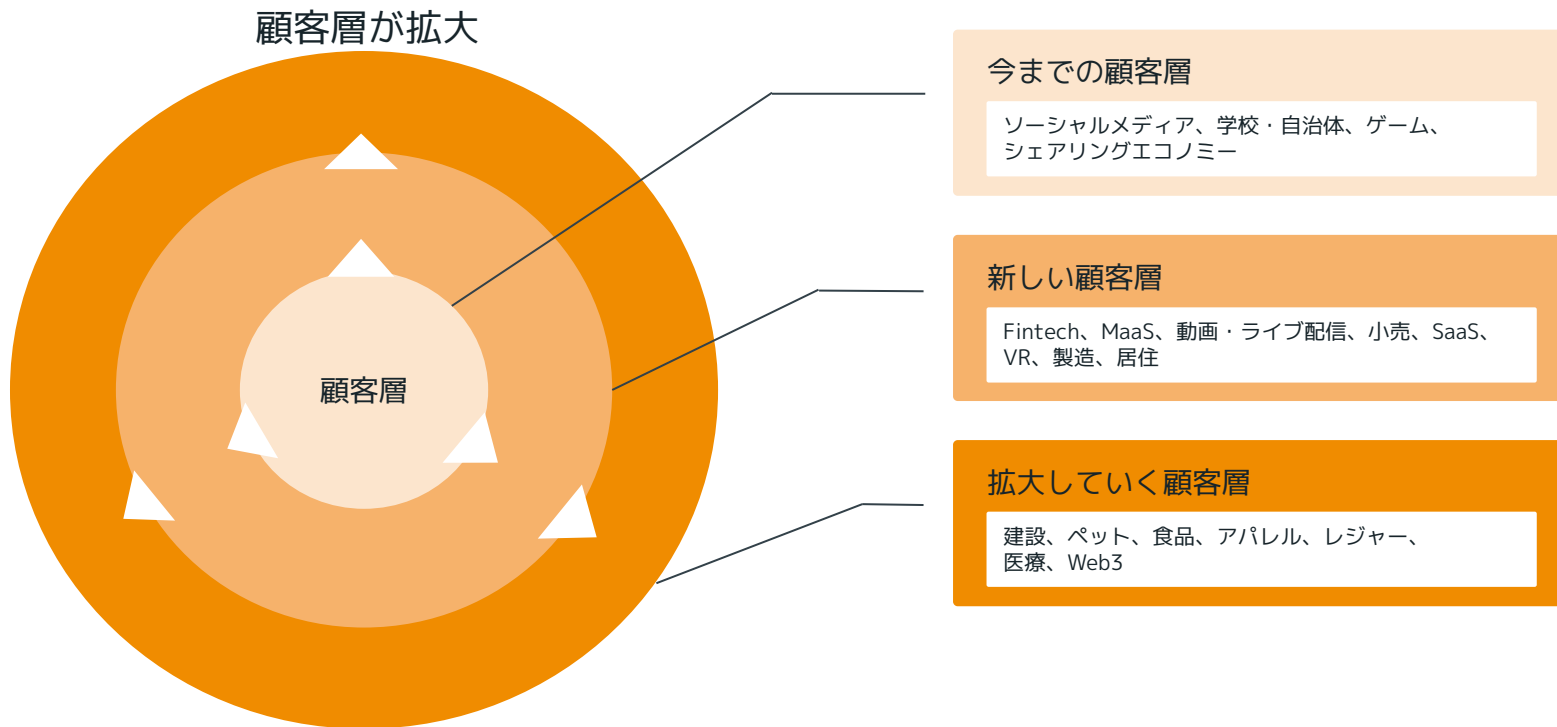 顧客層が拡大
顧客層
今までの顧客層
ソーシャルメディア、学校・自治体、ゲーム、
シェアリングエコノミー
新しい顧客層
Fintech、MaaS、動画・ライブ配信、小売、SaaS、
VR、製造、居住
拡大していく顧客層
建設、ペット、食品、アパレル、レジャー、
医療、Web3